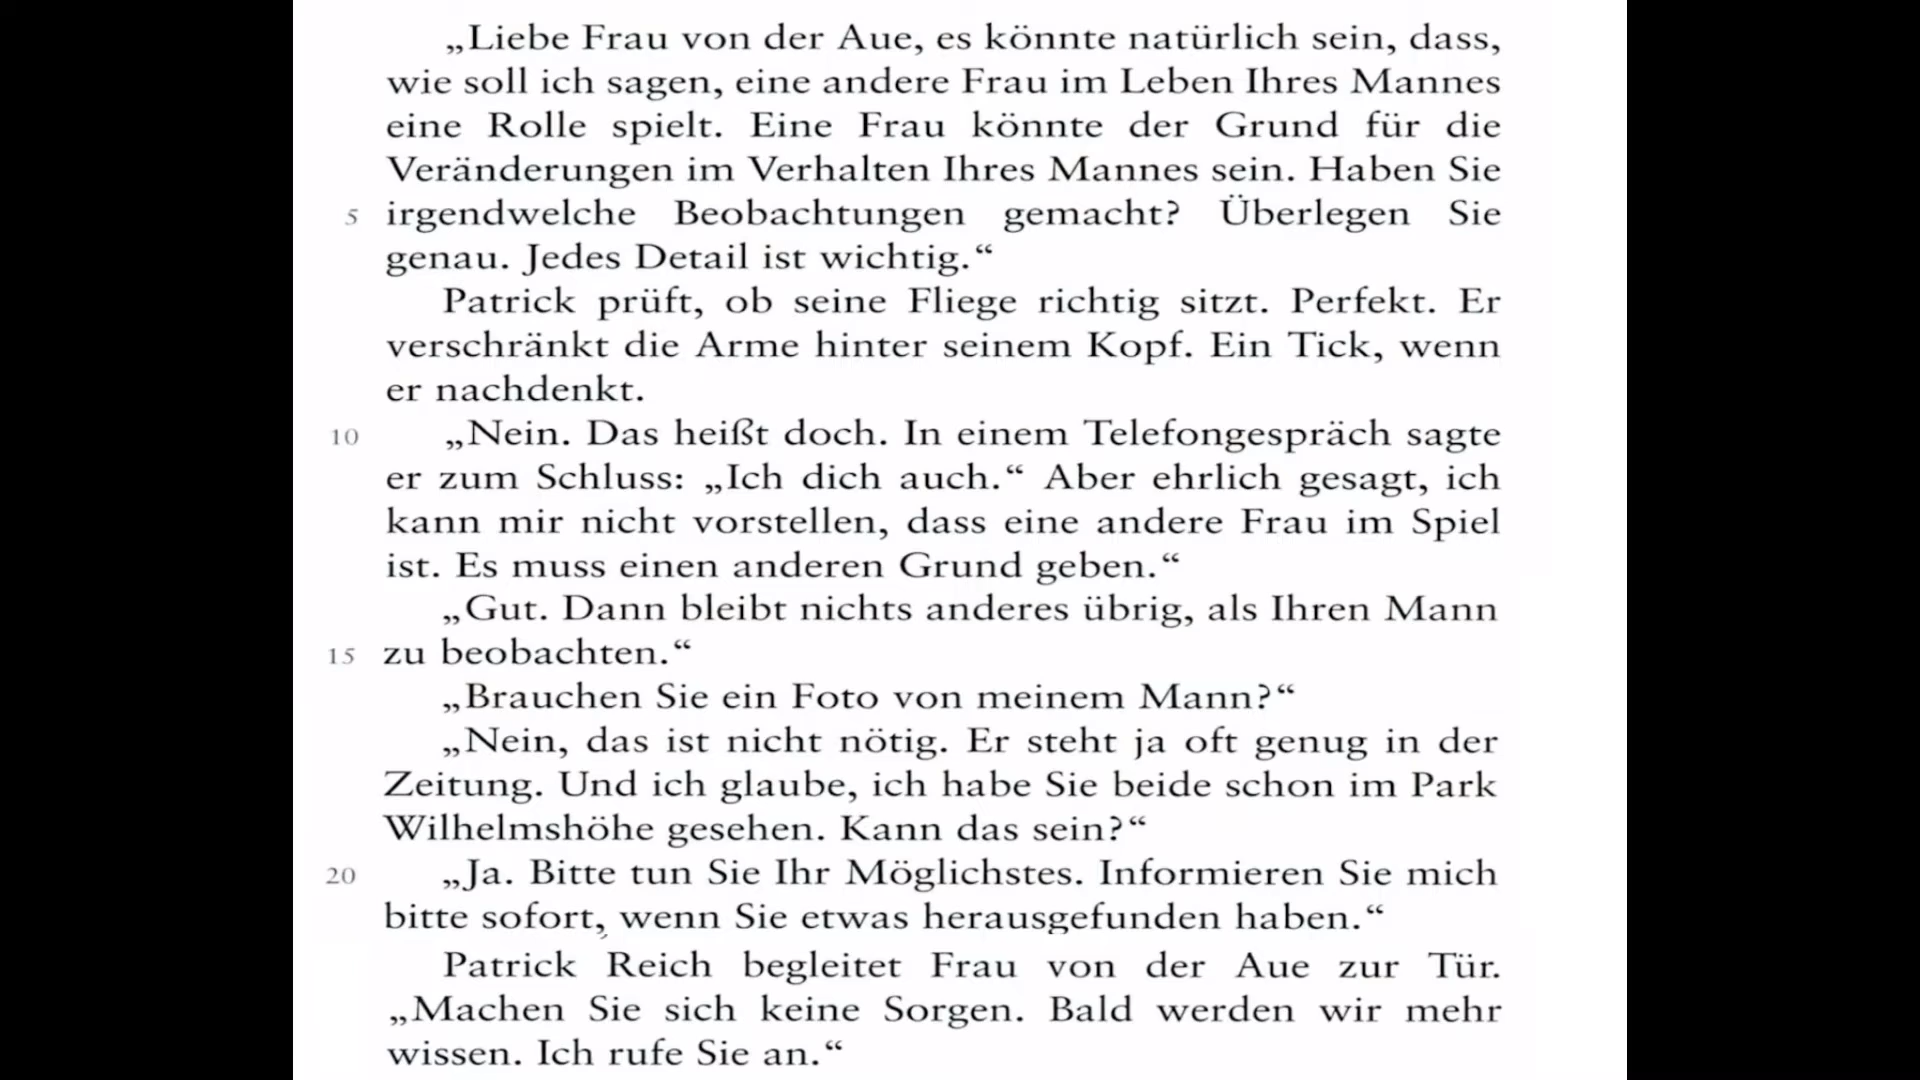 „Liebe Frau von der Aue, es könnte natürlich sein, dass,
wie soll ich sagen, eine andere Frau im Leben Ihres Mannes
eine Rolle spielt. Eine Frau könnte der Grund für die
Veränderungen im Verhalten Ihres Mannes sein. Haben Sie
5 irgendwelche Beobachtungen gemacht? Überlegen Sie
genau. Jedes Detail ist wichtig.“
Patrick prüft, ob seine Fliege richtig sitzt. Perfekt. Er
verschränkt die Arme hinter seinem Kopf. Ein Tick, wenn
er nachdenkt.
10 „Nein. Das heißt doch. In einem Telefongespräch sagte
er zum Schluss: „Ich dich auch.“ Aber ehrlich gesagt, ich
kann mir nicht vorstellen, dass eine andere Frau im Spiel
ist. Es muss einen anderen Grund geben.“
„Gut. Dann bleibt nichts anderes übrig, als Ihren Mann
15 zu beobachten.“
„Brauchen Sie ein Foto von meinem Mann?“
„Nein, das ist nicht nötig. Er steht ja oft genug in der
Zeitung. Und ich glaube, ich habe Sie beide schon im Park
Wilhelmshöhe gesehen. Kann das sein?“
20 „Ja. Bitte tun Sie Ihr Möglichstes. Informieren Sie mich
bitte sofort, wenn Sie etwas herausgefunden haben.“
Patrick Reich begleitet Frau von der Aue zur Tür.
„Machen Sie sich keine Sorgen. Bald werden wir mehr
wissen. Ich rufe Sie an.“